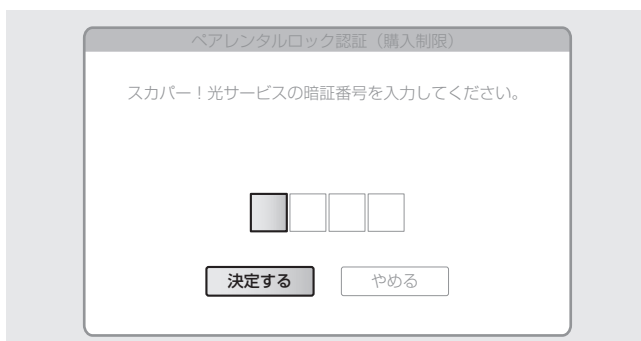 ペアレンタルロック認証（購入制限）
スカパー！光サービスの暗証番号を入力してください。
決定する
やめる